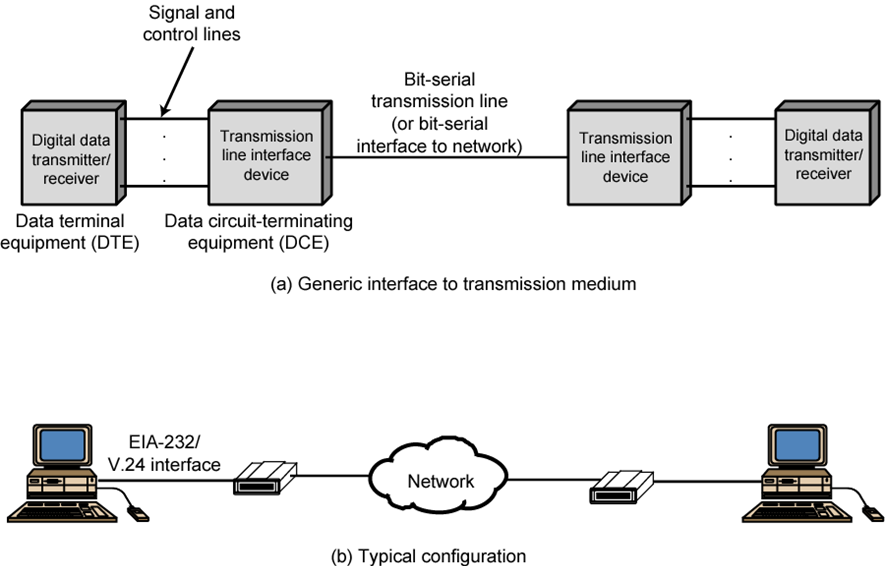 Signal and
control lines
Bit-serial
transmission line
(or bit-serial
interface to network)
Digital data
transmitter/
receiver
Transmission
line interface
device
Transmission
line interface
device
Digital data
transmitter/
receiver
Data terminal
equipment (DTE)
Data circuit-terminating
equipment (DCE)
(a) Generic interface to transmission medium
EIA-232/
V.24 interface
Network
(b) Typical configuration